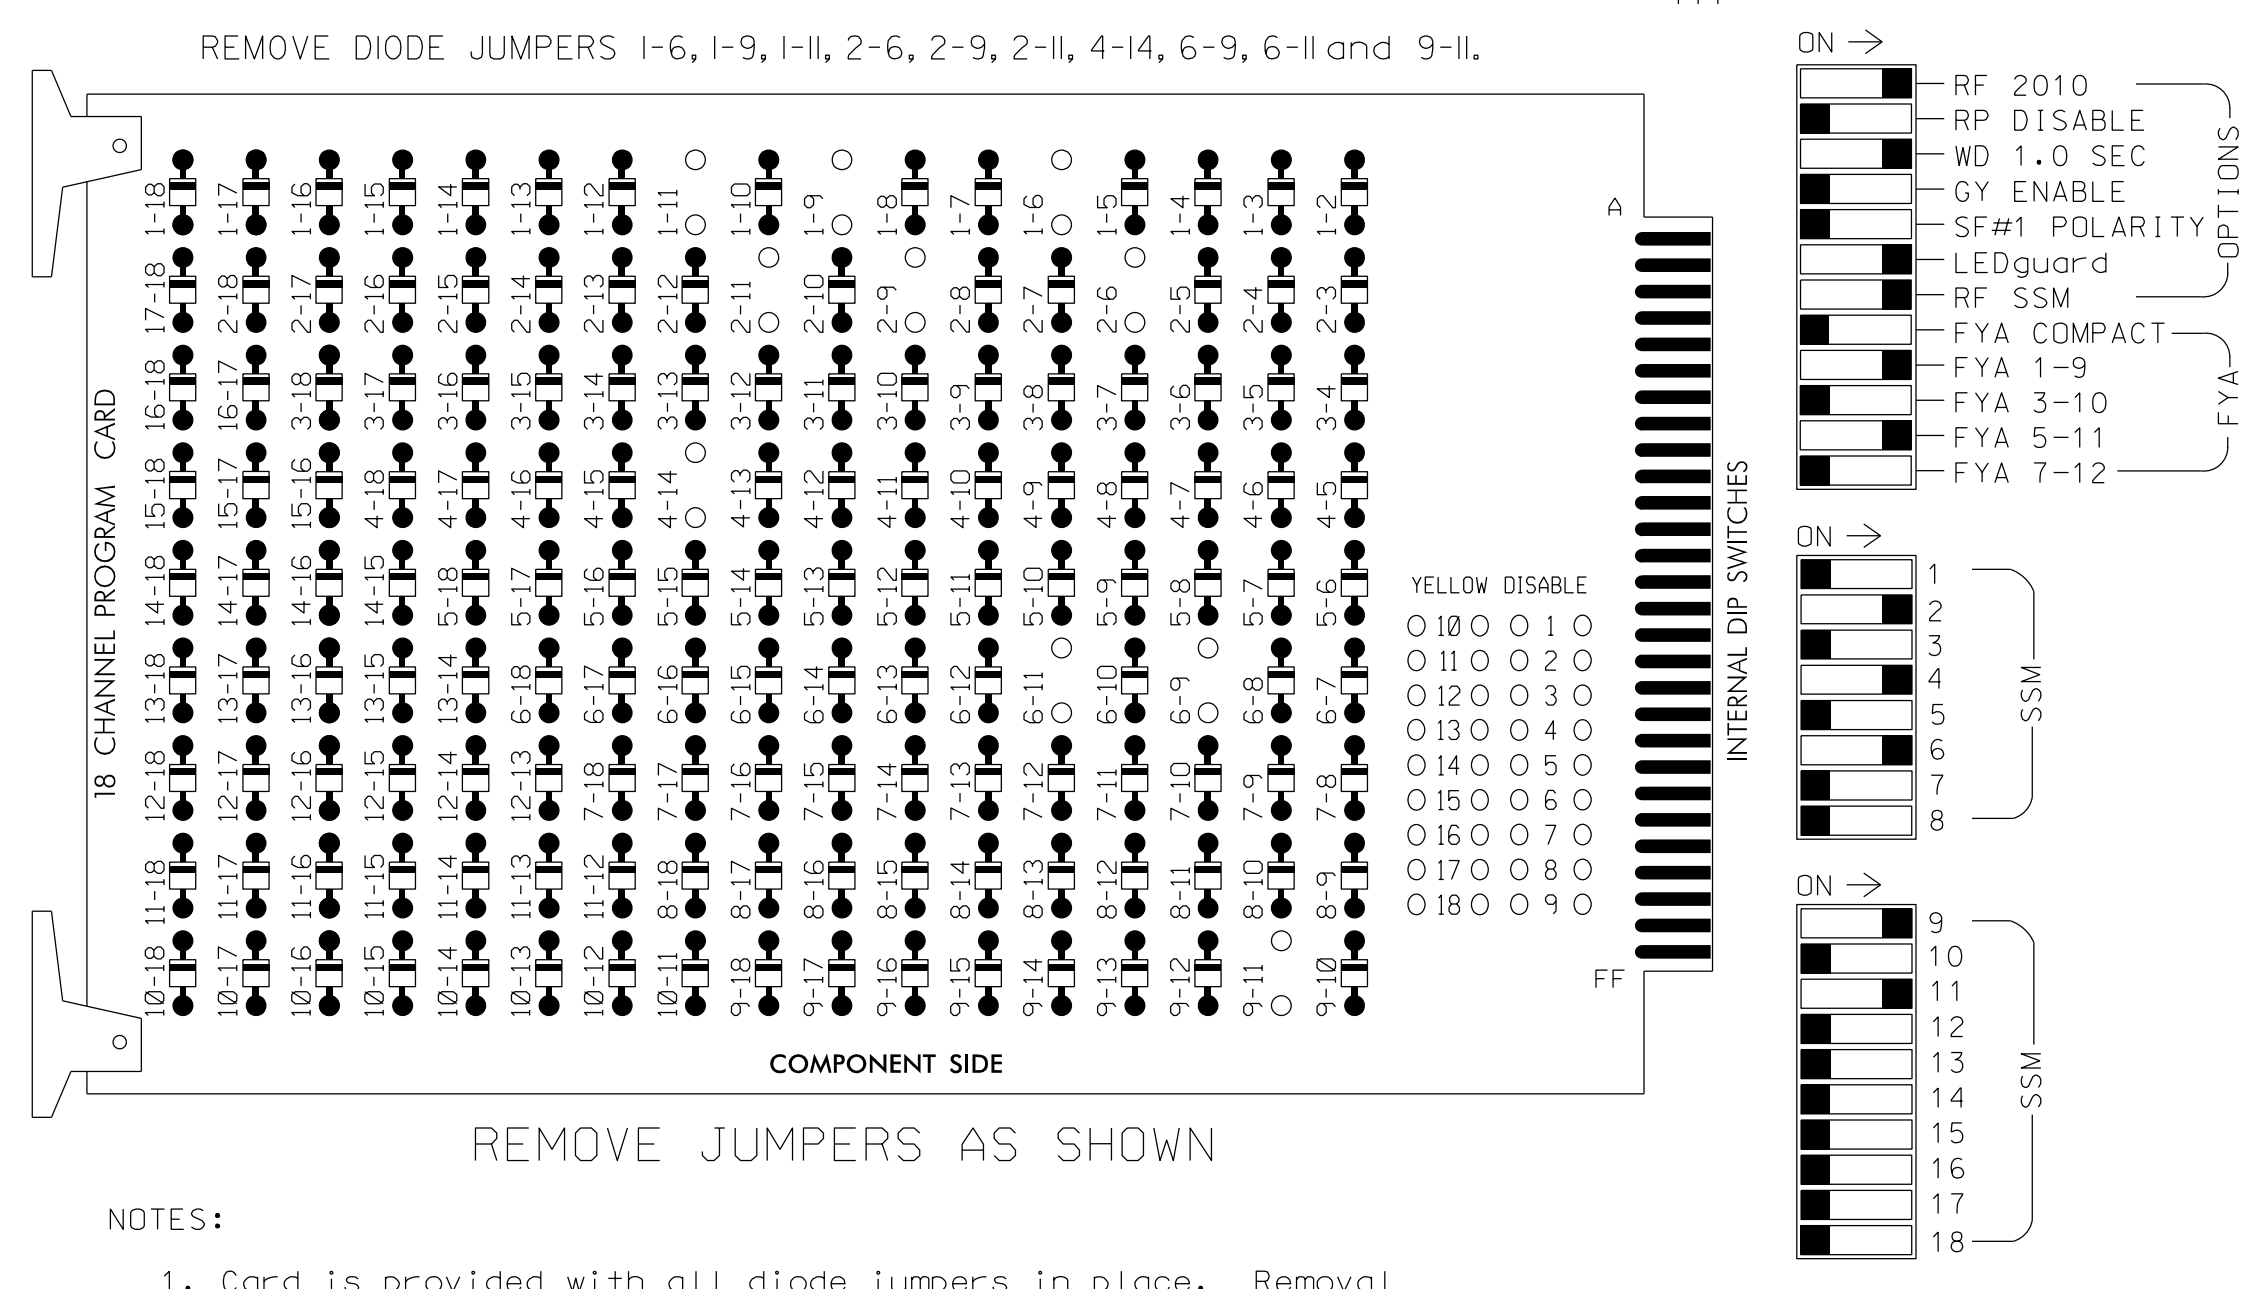 REMOVE DIODE JUMPERS 1-6, 1-9, 1-11, 2-6, 2-9, 2-11, 4-14, 6-9, 6-11 and 9-11.
18 CHANNEL PROGRAM CARD
1-18 1-17 1-16 1-15 1-14 1-13 1-12 1-11 1-10 1-9 1-8 1-7 1-6 1-5 1-4 1-3 1-2
17-18 2-18 2-17 2-16 2-15 2-14 2-13 2-12 2-11 2-10 2-9 2-8 2-7 2-6 2-5 2-4 2-3
16-18 16-17 3-18 3-17 3-16 3-15 3-14 3-13 3-12 3-11 3-10 3-9 3-8 3-7 3-6 3-5 3-4
15-18 15-17 15-16 4-18 4-17 4-16 4-15 4-14 4-13 4-12 4-11 4-10 4-9 4-8 4-7 4-6 4-5
14-18 14-17 14-16 14-15 5-18 5-17 5-16 5-15 5-14 5-13 5-12 5-11 5-10 5-9 5-8 5-7 5-6
13-18 13-17 13-16 13-15 13-14 6-18 6-17 6-16 6-15 6-14 6-13 6-12 6-11 6-10 6-9 6-8 6-7
12-18 12-17 12-16 12-15 12-14 12-13 7-18 7-17 7-16 7-15 7-14 7-13 7-12 7-11 7-10 7-9 7-8
11-18 11-17 11-16 11-15 11-14 11-13 11-12 8-18 8-17 8-16 8-15 8-14 8-13 8-12 8-11 8-10 8-9
10-18 10-17 10-16 10-15 10-14 10-13 10-12 10-11 9-18 9-17 9-16 9-15 9-14 9-13 9-12 9-11 9-10
YELLOW DISABLE
10 1
11 2
12 3
13 4
14 5
15 6
16 7
17 8
18 9
A
FF
COMPONENT SIDE
INTERNAL DIP SWITCHES
REMOVE JUMPERS AS SHOWN
NOTES:
1. Card is provided with all diode jumpers in place. Removal
ON
RF 2010
RP DISABLE
WD 1.0 SEC
GY ENABLE
SF#1 POLARITY
LEDguard
RF SSM
OPTIONS
FYA COMPACT
FYA 1-9
FYA 3-10
FYA 5-11
FYA 7-12
FYA
ON
1
2
3
4
5
6
7
8
SSM
ON
9
10
11
12
13
14
15
16
17
18
SSM